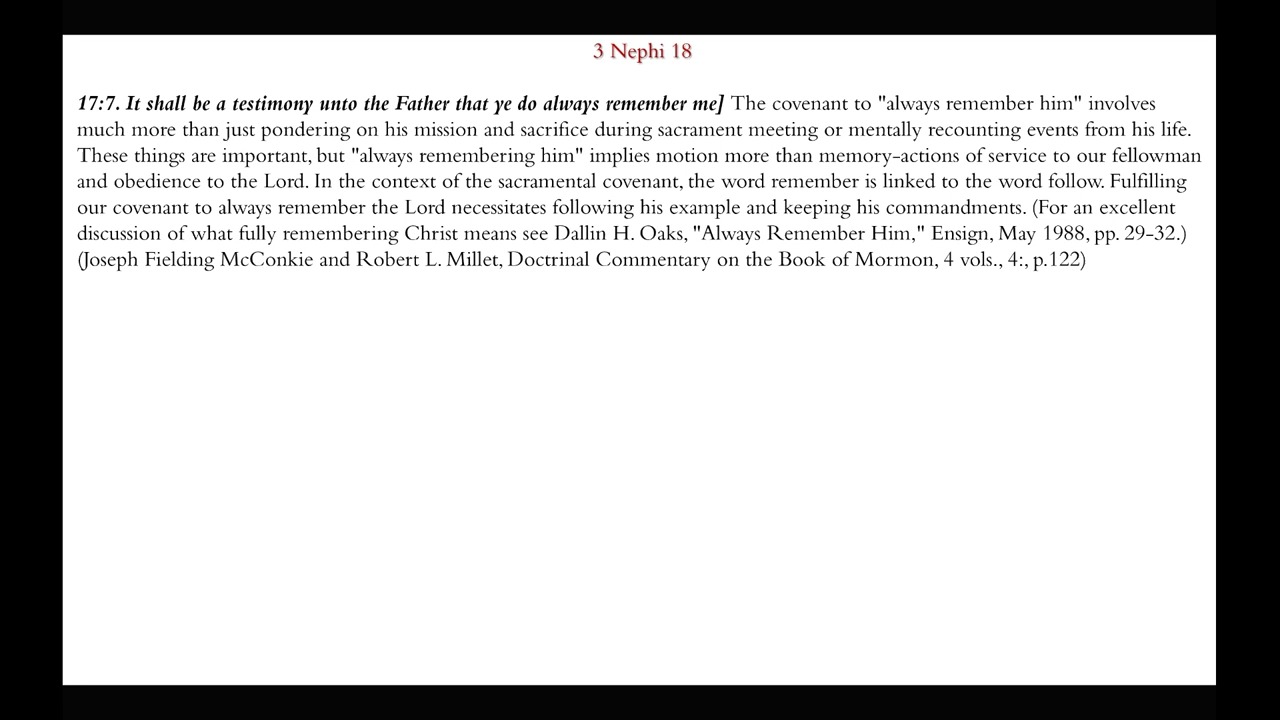 3 Nephi 18
17:7. It shall be a testimony unto the Father that ye do always remember me] The covenant to "always remember him" involves
much more than just pondering on his mission and sacrifice during sacrament meeting or mentally recounting events from his life.
These things are important, but "always remembering him" implies motion more than memory-actions of service to our fellowman
and obedience to the Lord. In the context of the sacramental covenant, the word remember is linked to the word follow. Fulfilling
our covenant to always remember the Lord necessitates following his example and keeping his commandments. (For an excellent
discussion of what fully remembering Christ means see Dallin H. Oaks, "Always Remember Him," Ensign, May 1988, pp. 29-32.)
(Joseph Fielding McConkie and Robert L. Millet, Doctrinal Commentary on the Book of Mormon, 4 vols., 4:, p.122)